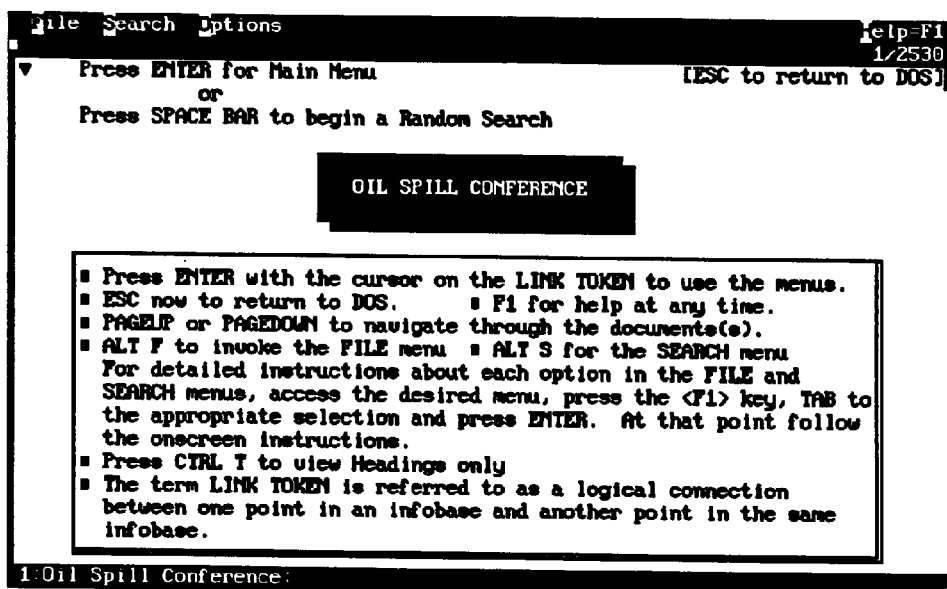 File Search Options Help=F1
1/2530
▼ Press ENTER for Main Menu [ESC to return to DOS]
or
Press SPACE BAR to begin a Random Search
OIL SPILL CONFERENCE
■ Press ENTER with the cursor on the LINK TOKEN to use the menus.
■ ESC now to return to DOS. ■ F1 for help at any time.
■ PAGEUP or PAGEDOWN to navigate through the documents(s).
■ ALT F to invoke the FILE menu ■ ALT S for the SEARCH menu
For detailed instructions about each option in the FILE and
SEARCH menus, access the desired menu, press the <F1> key, TAB to
the appropriate selection and press ENTER. At that point follow
the onscreen instructions.
■ Press CTRL T to view Headings only
■ The term LINK TOKEN is referred to as a logical connection
between one point in an infobase and another point in the same
infobase.
1:Oil Spill Conference: